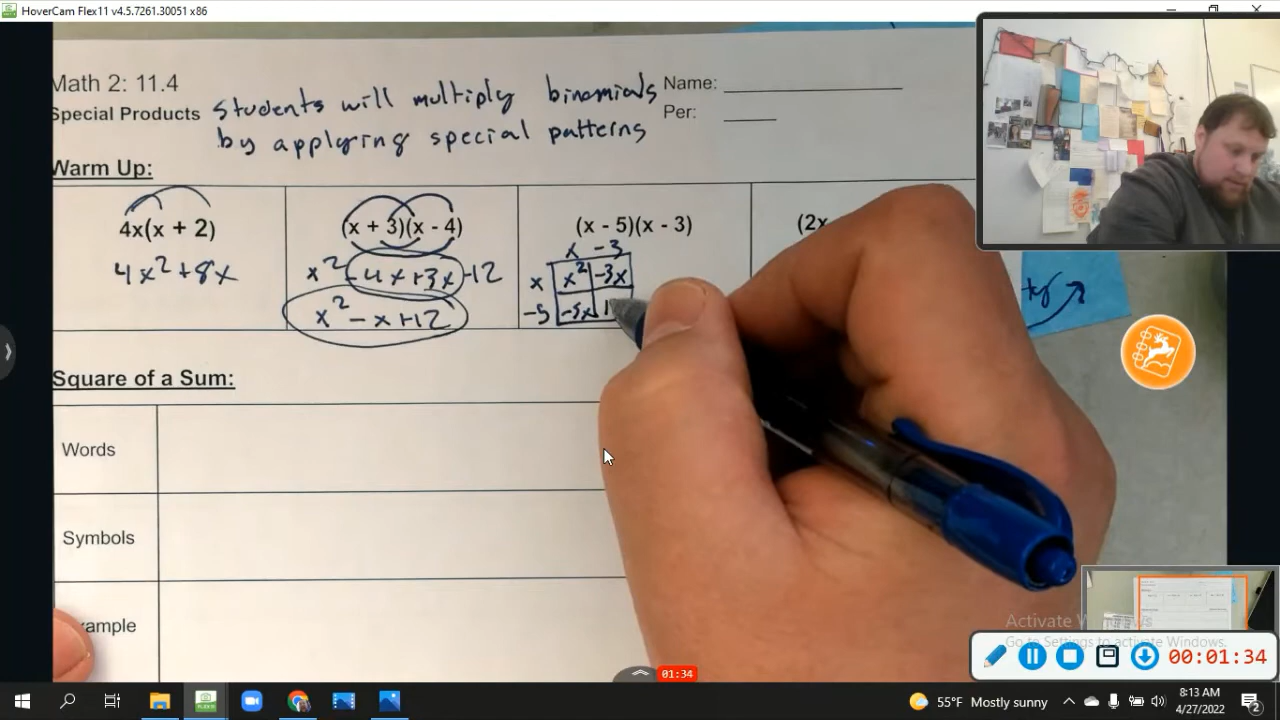 HoverCam Flex11 v4.5.7261.30051 x86
Math 2: 11.4
Special Products
Students will multiply binomials
by applying special patterns
Name:
Per:
Warm Up:
4x(x + 2)
4x² + 8x
(x + 3)(x - 4)
x² - 4x + 3x - 12
x² - x + 12
(x - 5)(x - 3)
x -3
x x² -3x
-5 -5x 1
(2x
Square of a Sum:
Words
Symbols
ample
Activate Windows
Go to Settings to activate Windows.
00:01:34
01:34
55°F Mostly sunny
8:13 AM
4/27/2022
2